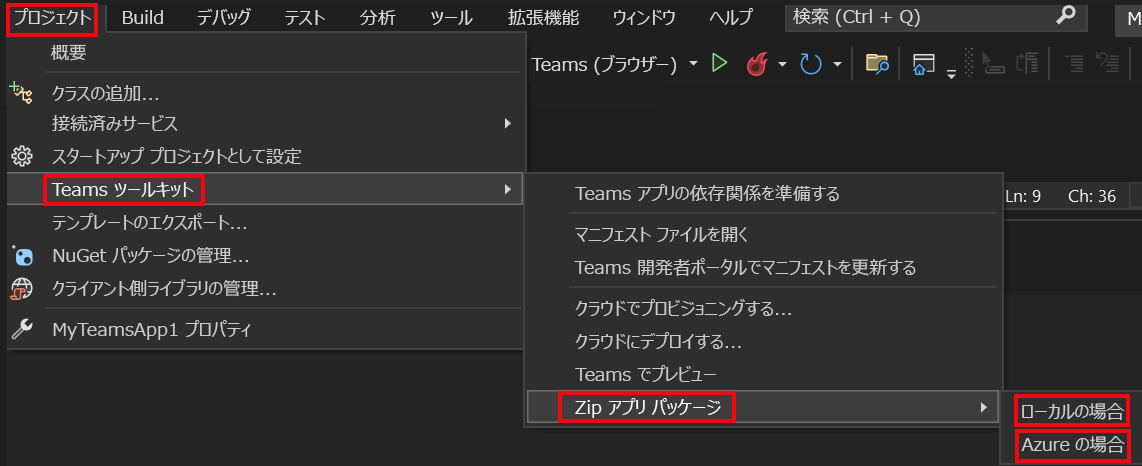 プロジェクト Build デバッグ テスト 分析 ツール 拡張機能 ウィンドウ ヘルプ 検索 (Ctrl + Q) M
概要
Teams (ブラウザー)
クラスの追加...
接続済みサービス
スタートアップ プロジェクトとして設定
Teams ツールキット
テンプレートのエクスポート...
NuGet パッケージの管理...
クライアント側ライブラリの管理...
MyTeamsApp1 プロパティ
Teams アプリの依存関係を準備する
Ln: 9 Ch: 36
マニフェスト ファイルを開く
Teams 開発者ポータルでマニフェストを更新する
クラウドでプロビジョニングする...
クラウドにデプロイする...
Teams でプレビュー
Zip アプリ パッケージ
ローカルの場合
Azure の場合